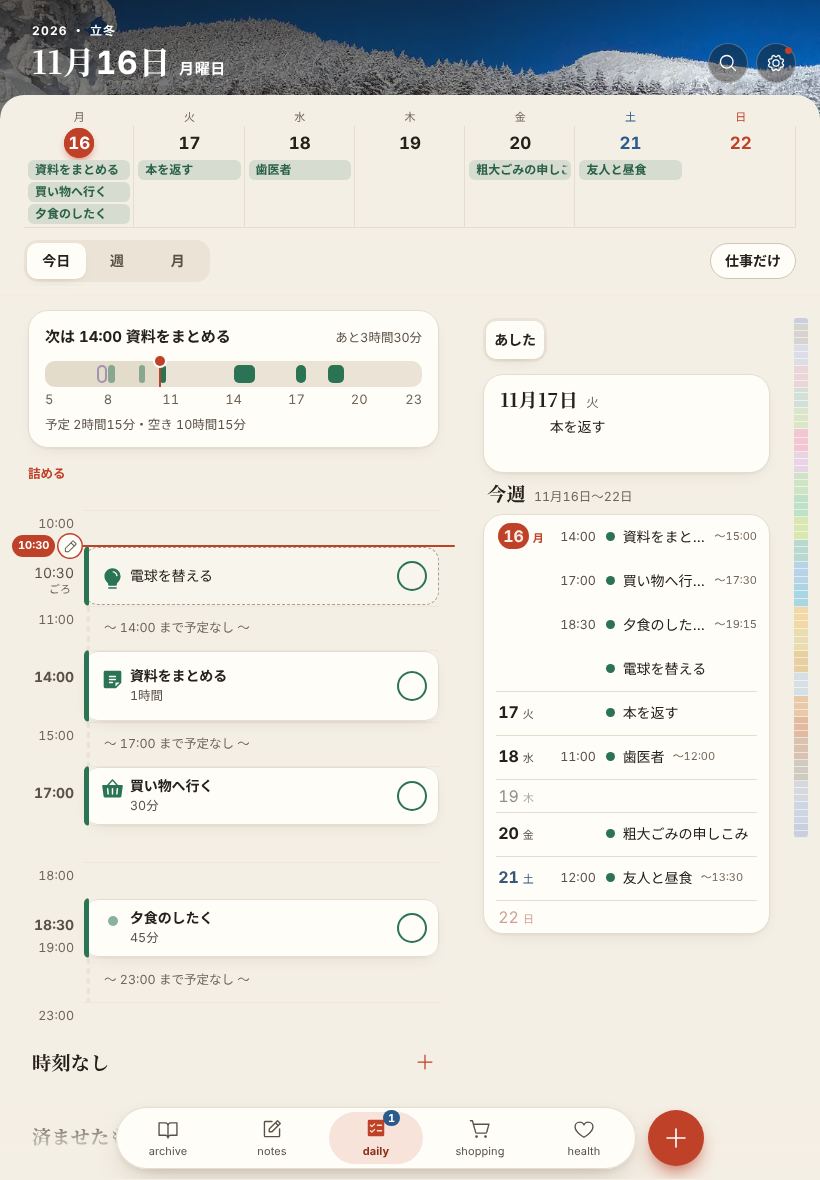 2026 • 立冬
11月16日 月曜日
月 火 水 木 金 土 日
16 17 18 19 20 21 22
資料をまとめる 本を返す 歯医者 粗大ごみの申しこ 友人と昼食
買い物へ行く
夕食のしたく
今日 週 月 仕事だけ
次は 14:00 資料をまとめる あと3時間30分
5 8 11 14 17 20 23
予定 2時間15分・空き 10時間15分
詰める
10:00
10:30
10:30 電球を替える
ごろ
11:00
〜 14:00 まで予定なし 〜
14:00 資料をまとめる
1時間
15:00
〜 17:00 まで予定なし 〜
17:00 買い物へ行く
30分
18:00
18:30 夕食のしたく
45分
19:00
〜 23:00 まで予定なし 〜
23:00
時刻なし
済ませた
あした
11月17日 火
本を返す
今週 11月16日〜22日
16 月 14:00 資料をまと... 〜15:00
17:00 買い物へ行... 〜17:30
18:30 夕食のした... 〜19:15
電球を替える
17 火 本を返す
18 水 11:00 歯医者 〜12:00
19 木
20 金 粗大ごみの申しこみ
21 土 12:00 友人と昼食 〜13:30
22 日
1
archive notes daily shopping health